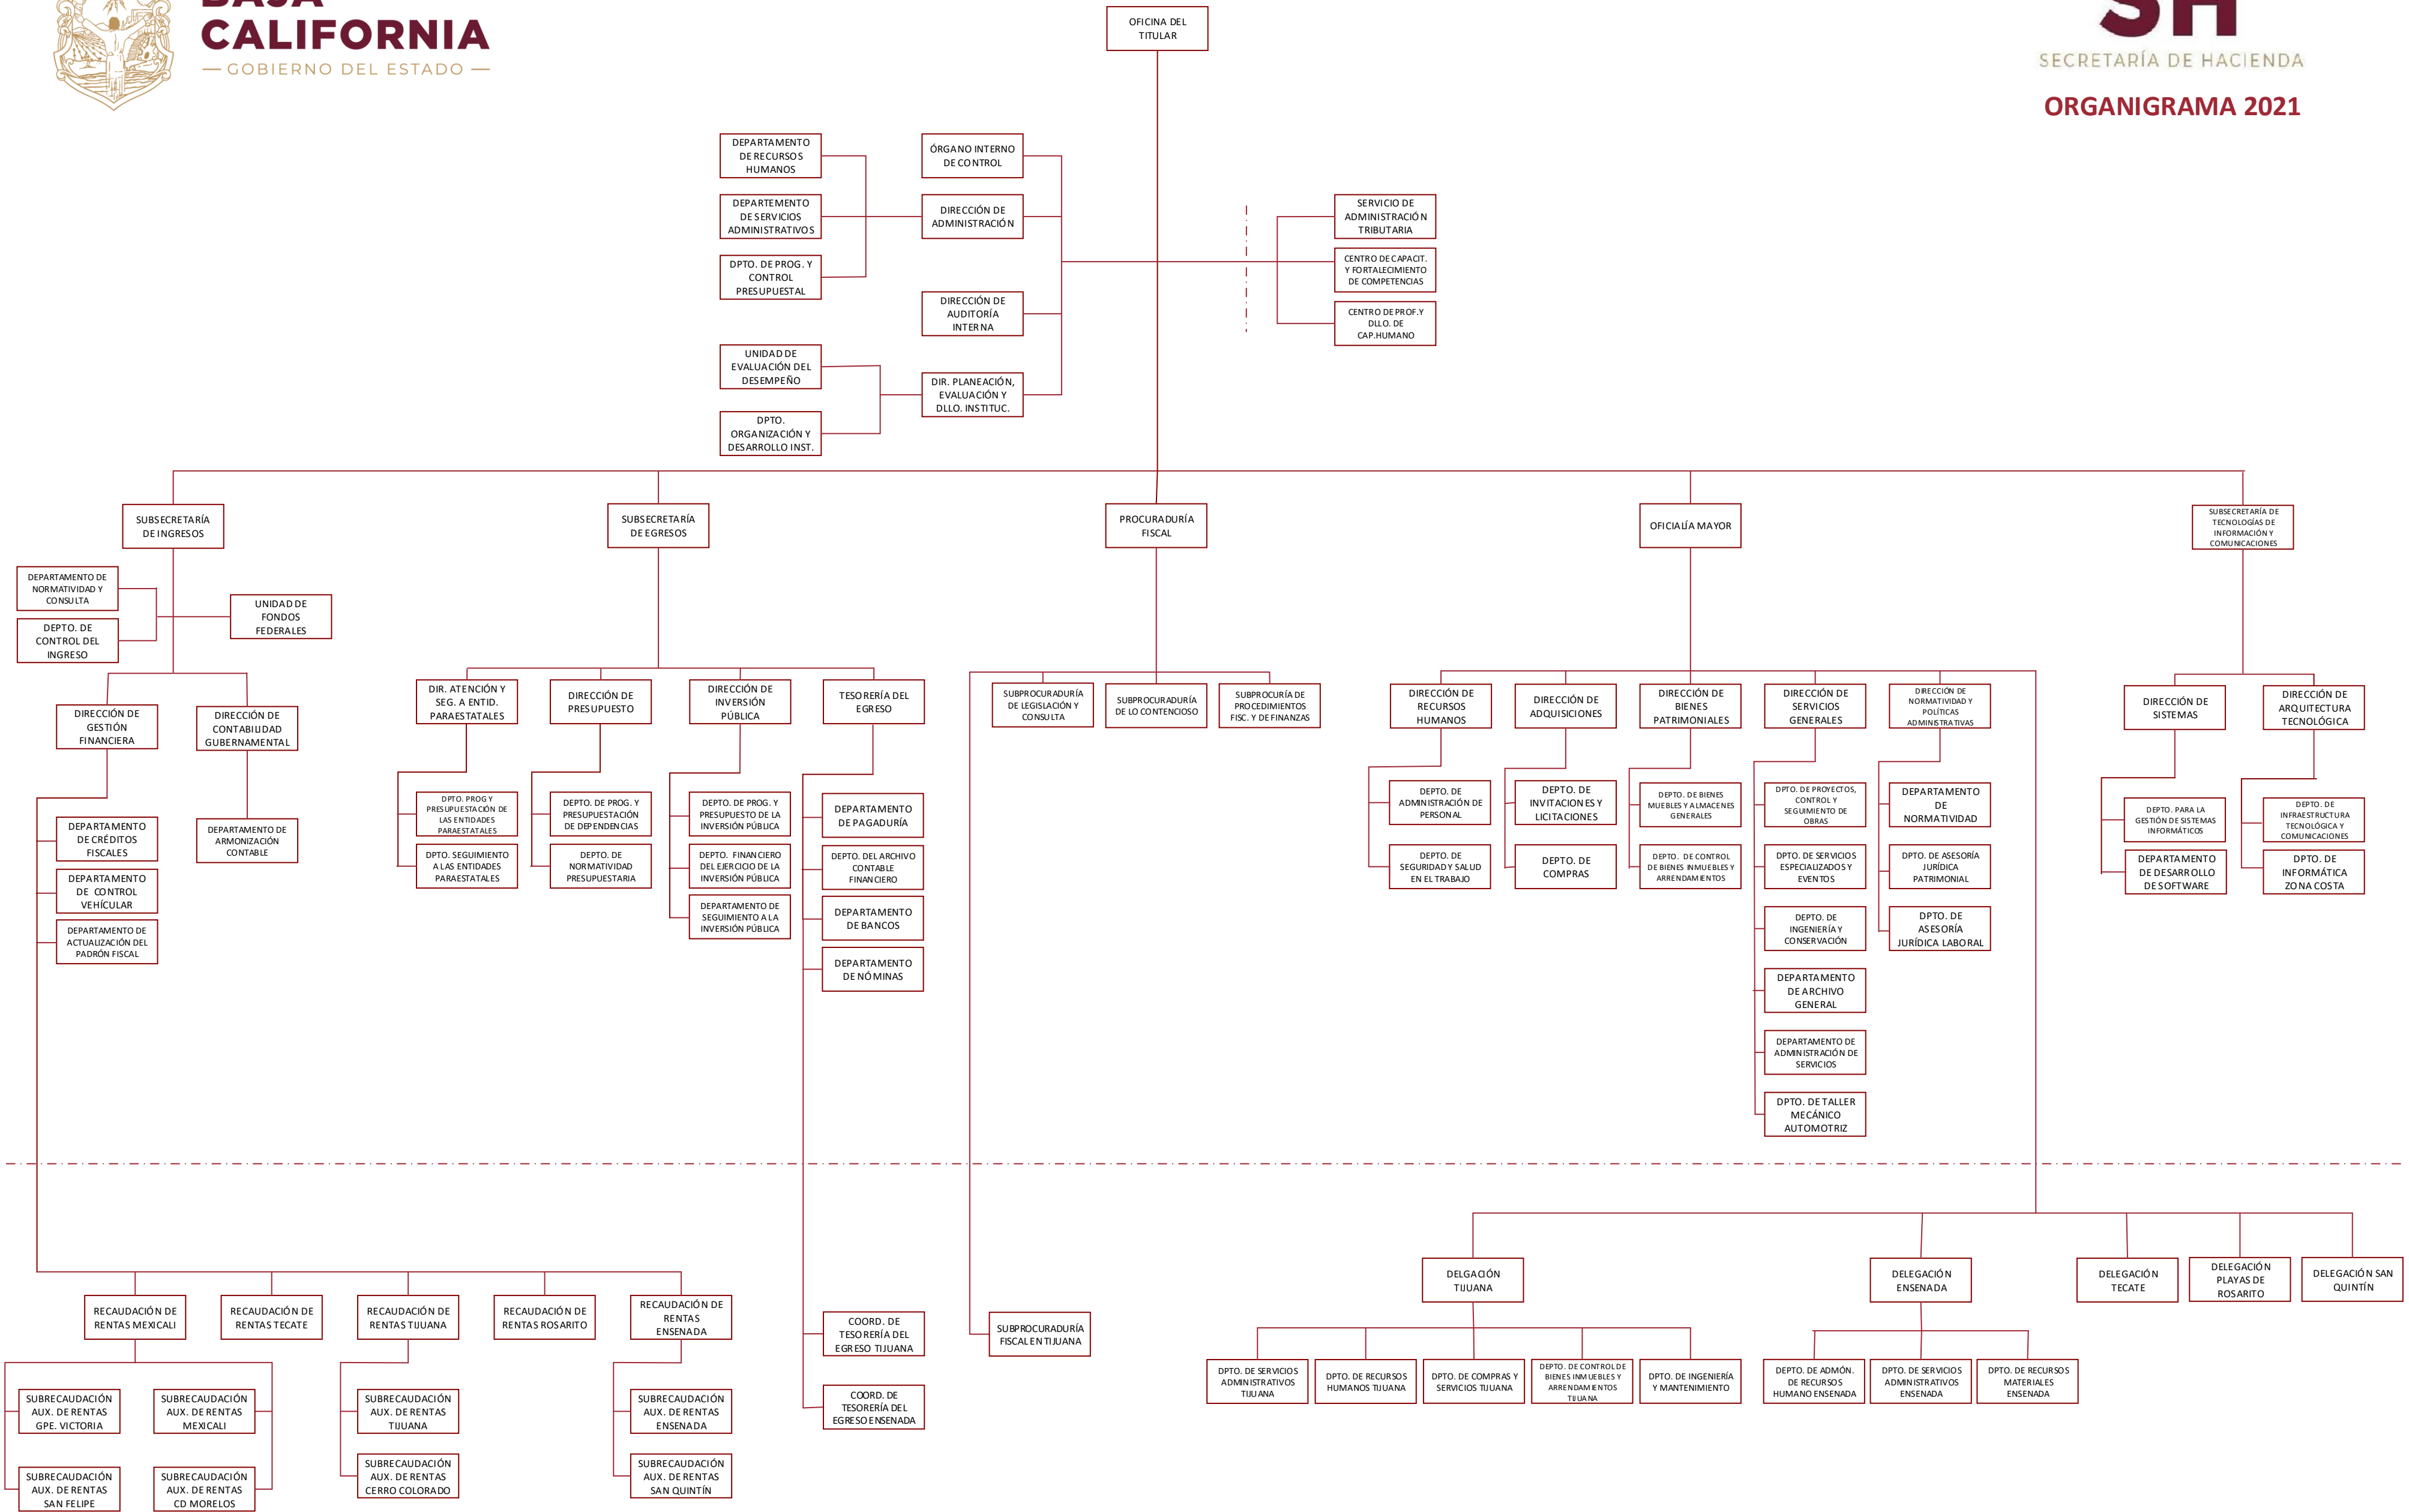 BAJA
CALIFORNIA
GOBIERNO DEL ESTADO
SH
SECRETARÍA DE HACIENDA
ORGANIGRAMA 2021
OFICINA DEL
TITULAR
DEPARTAMENTO
DE RECURSOS
HUMANOS
ÓRGANO INTERNO
DE CONTROL
DEPARTEMENTO
DE SERVICIOS
ADMINISTRATIVOS
DIRECCIÓN DE
ADMINISTRACIÓN
SERVICIO DE
ADMINISTRACIÓN
TRIBUTARIA
DPTO. DE PROG. Y
CONTROL
PRESUPUESTAL
CENTRO DE CAPACIT.
Y FORTALECIMIENTO
DE COMPETENCIAS
DIRECCIÓN DE
AUDITORÍA
INTERNA
CENTRO DE PROF.Y
DLLO. DE
CAP.HUMANO
UNIDAD DE
EVALUACIÓN DEL
DESEMPEÑO
DIR. PLANEACIÓN,
EVALUACIÓN Y
DLLO. INSTITUC.
DPTO.
ORGANIZACIÓN Y
DESARROLLO INST.
SUBSECRETARÍA
DE INGRESOS
SUBSECRETARÍA
DE EGRESOS
PROCURADURÍA
FISCAL
OFICIALÍA MAYOR
SUBSECRETARÍA DE
TECNOLOGÍAS DE
INFORMACIÓN Y
COMUNICACIONES
DEPARTAMENTO DE
NORMATIVIDAD Y
CONSULTA
UNIDAD DE
FONDOS
FEDERALES
DEPTO. DE
CONTROL DEL
INGRESO
DIRECCIÓN DE
GESTIÓN
FINANCIERA
DIRECCIÓN DE
CONTABILIDAD
GUBERNAMENTAL
DIR. ATENCIÓN Y
SEG. A ENTID.
PARAESTATALES
DIRECCIÓN DE
PRESUPUESTO
DIRECCIÓN DE
INVERSIÓN
PÚBLICA
TESORERÍA DEL
EGRESO
SUBPROCURADURÍA
DE LEGISLACIÓN Y
CONSULTA
SUBPROCURADURÍA
DE LO CONTENCIOSO
SUBPROCURÍA DE
PROCEDIMIENTOS
FISC. Y DE FINANZAS
DIRECCIÓN DE
RECURSOS
HUMANOS
DIRECCIÓN DE
ADQUISICIONES
DIRECCIÓN DE
BIENES
PATRIMONIALES
DIRECCIÓN DE
SERVICIOS
GENERALES
DIRECCIÓN DE
NORMATIVIDAD Y
POLÍTICAS
ADMINISTRATIVAS
DIRECCIÓN DE
SISTEMAS
DIRECCIÓN DE
ARQUITECTURA
TECNOLÓGICA
DEPARTAMENTO
DE CRÉDITOS
FISCALES
DEPARTAMENTO DE
ARMONIZACIÓN
CONTABLE
DEPARTAMENTO
DE CONTROL
VEHÍCULAR
DEPARTAMENTO DE
ACTUALIZACIÓN DEL
PADRÓN FISCAL
DPTO. PROG Y
PRESUPUESTACIÓN DE
LAS ENTIDADES
PARAESTATALES
DPTO. SEGUIMIENTO
A LAS ENTIDADES
PARAESTATALES
DEPTO. DE PROG. Y
PRESUPUESTACIÓN
DE DEPENDENCIAS
DEPTO. DE
NORMATIVIDAD
PRESUPUESTARIA
DEPTO. DE PROG. Y
PRESUPUESTO DE LA
INVERSIÓN PÚBLICA
DEPTO. FINANCIERO
DEL EJERCICIO DE LA
INVERSIÓN PÚBLICA
DEPARTAMENTO DE
SEGUIMIENTO A LA
INVERSIÓN PÚBLICA
DEPARTAMENTO
DE PAGADURÍA
DEPTO. DEL ARCHIVO
CONTABLE
FINANCIERO
DEPARTAMENTO
DE BANCOS
DEPARTAMENTO
DE NÓMINAS
DEPTO. DE
ADMINISTRACIÓN DE
PERSONAL
DEPTO. DE
SEGURIDAD Y SALUD
EN EL TRABAJO
DEPTO. DE
INVITACIONES Y
LICITACIONES
DEPTO. DE
COMPRAS
DEPTO. DE BIENES
MUEBLES Y ALMACENES
GENERALES
DEPTO. DE CONTROL
DE BIENES INMUEBLES Y
ARRENDAMIENTOS
DPTO. DE PROYECTOS,
CONTROL Y
SEGUIMIENTO DE
OBRAS
DPTO. DE SERVICIOS
ESPECIALIZADOS Y
EVENTOS
DEPTO. DE
INGENIERÍA Y
CONSERVACIÓN
DEPARTAMENTO
DE ARCHIVO
GENERAL
DEPARTAMENTO DE
ADMINISTRACIÓN DE
SERVICIOS
DPTO. DE TALLER
MECÁNICO
AUTOMOTRIZ
DEPARTAMENTO
DE
NORMATIVIDAD
DPTO. DE ASESORÍA
JURÍDICA
PATRIMONIAL
DPTO. DE
ASESORÍA
JURÍDICA LABORAL
DEPTO. PARA LA
GESTIÓN DE SISTEMAS
INFORMÁTICOS
DEPARTAMENTO
DE DESARROLLO
DE SOFTWARE
DEPTO. DE
INFRAESTRUCTURA
TECNOLÓGICA Y
COMUNICACIONES
DPTO. DE
INFORMÁTICA
ZONA COSTA
RECAUDACIÓN DE
RENTAS MEXICALI
RECAUDACIÓN DE
RENTAS TECATE
RECAUDACIÓN DE
RENTAS TIJUANA
RECAUDACIÓN DE
RENTAS ROSARITO
RECAUDACIÓN DE
RENTAS
ENSENADA
COORD. DE
TESORERÍA DEL
EGRESO TIJUANA
SUBPROCURADURÍA
FISCAL EN TIJUANA
DELGACIÓN
TIJUANA
DELEGACIÓN
ENSENADA
DELEGACIÓN
TECATE
DELEGACIÓN
PLAYAS DE
ROSARITO
DELEGACIÓN SAN
QUINTÍN
SUBRECAUDACIÓN
AUX. DE RENTAS
GPE. VICTORIA
SUBRECAUDACIÓN
AUX. DE RENTAS
MEXICALI
SUBRECAUDACIÓN
AUX. DE RENTAS
TIJUANA
SUBRECAUDACIÓN
AUX. DE RENTAS
ENSENADA
COORD. DE
TESORERÍA DEL
EGRESO ENSENADA
DPTO. DE SERVICIOS
ADMINISTRATIVOS
TIJUANA
DPTO. DE RECURSOS
HUMANOS TIJUANA
DPTO. DE COMPRAS Y
SERVICIOS TIJUANA
DEPTO. DE CONTROL DE
BIENES INMUEBLES Y
ARRENDAMIENTOS
TIJUANA
DPTO. DE INGENIERÍA
Y MANTENIMIENTO
DEPTO. DE ADMÓN.
DE RECURSOS
HUMANO ENSENADA
DPTO. DE SERVICIOS
ADMINISTRATIVOS
ENSENADA
DPTO. DE RECURSOS
MATERIALES
ENSENADA
SUBRECAUDACIÓN
AUX. DE RENTAS
SAN FELIPE
SUBRECAUDACIÓN
AUX. DE RENTAS
CD MORELOS
SUBRECAUDACIÓN
AUX. DE RENTAS
CERRO COLORADO
SUBRECAUDACIÓN
AUX. DE RENTAS
SAN QUINTÍN